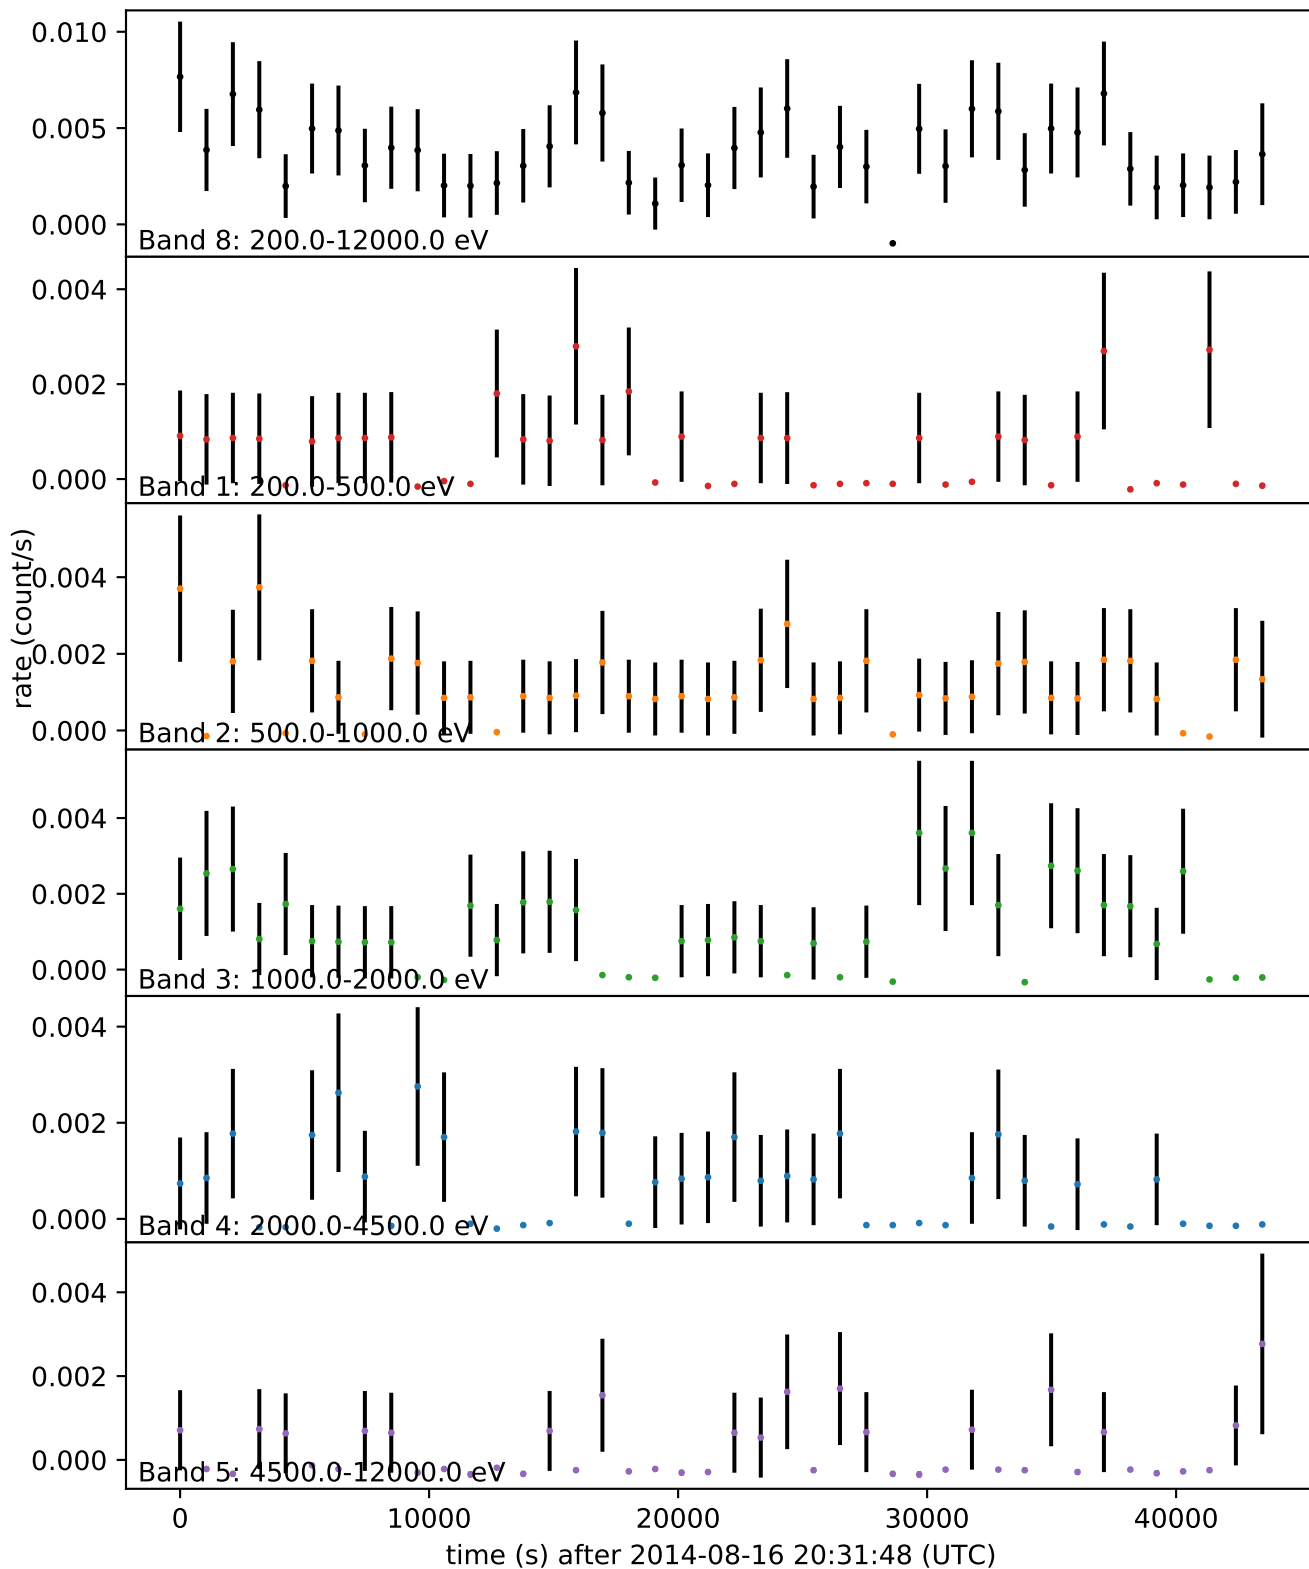 0.010
0.005
0.000
Band 8: 200.0-12000.0 eV
0.004
0.002
0.000
Band 1: 200.0-500.0 eV
rate (count/s)
0.004
0.002
0.000
Band 2: 500.0-1000.0 eV
0.004
0.002
0.000
Band 3: 1000.0-2000.0 eV
0.004
0.002
0.000
Band 4: 2000.0-4500.0 eV
0.004
0.002
0.000
Band 5: 4500.0-12000.0 eV
0 10000 20000 30000 40000
time (s) after 2014-08-16 20:31:48 (UTC)